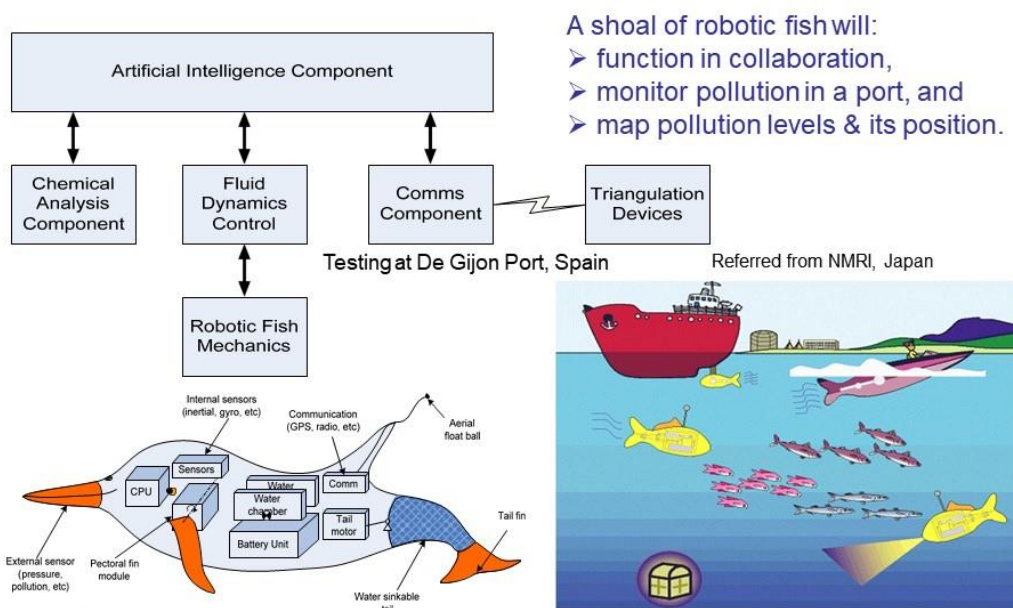 A shoal of robotic fish will:
➢ function in collaboration,
➢ monitor pollution in a port, and
➢ map pollution levels & its position.
Artificial Intelligence Component
Chemical
Analysis
Component
Fluid
Dynamics
Control
Comms
Component
Triangulation
Devices
Testing at De Gijon Port, Spain
Referred from NMRI, Japan
Robotic Fish
Mechanics
Internal sensors
(inertial, gyro, etc)
Communication
(GPS, radio, etc)
Aerial
float ball
Sensors
CPU
Water
Water
chamber
Comm
Tail
motor
Battery Unit
Tail fin
External sensor
(pressure,
pollution, etc)
Pectoral fin
module
Water sinkable